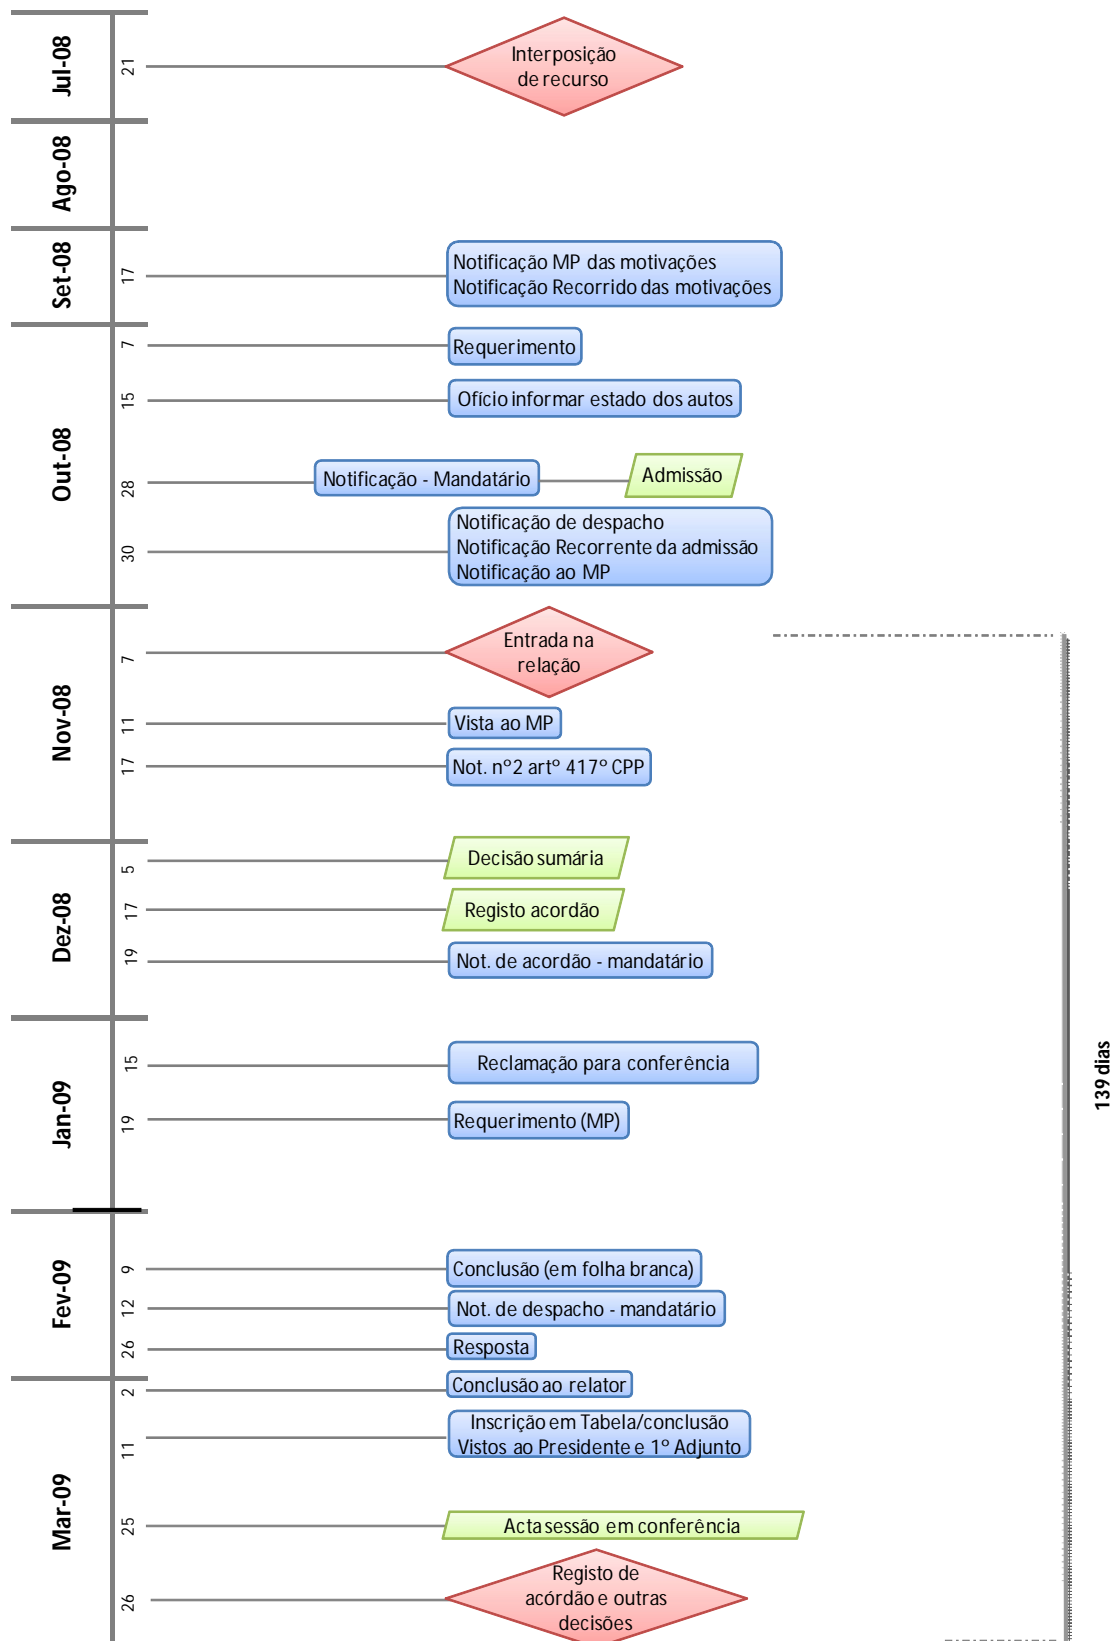 Jul-08
21
Interposição
de recurso
Ago-08
Set-08
17
Notificação MP das motivações
Notificação Recorrido das motivações
Out-08
7
Requerimento
15
Ofício informar estado dos autos
28
Notificação - Mandatário
Admissão
30
Notificação de despacho
Notificação Recorrente da admissão
Notificação ao MP
Nov-08
7
Entrada na
relação
11
Vista ao MP
17
Not. nº2 artº 417º CPP
Dez-08
5
Decisão sumária
17
Registo acordão
19
Not. de acordão - mandatário
Jan-09
15
Reclamação para conferência
19
Requerimento (MP)
139 dias
Fev-09
9
Conclusão (em folha branca)
12
Not. de despacho - mandatário
26
Resposta
Mar-09
2
Conclusão ao relator
11
Inscrição em Tabela/conclusão
Vistos ao Presidente e 1º Adjunto
25
Acta sessão em conferência
26
Registo de
acórdão e outras
decisões